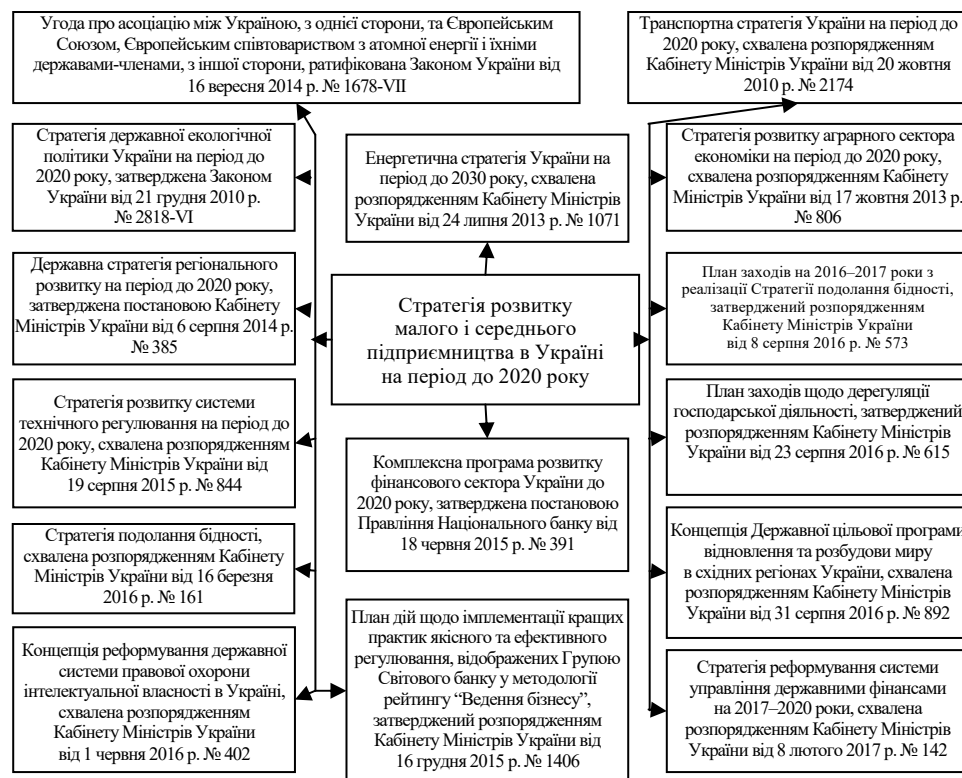 Угода про асоціацію між Україною, з однієї сторони, та Європейським
Союзом, Європейським співтовариством з атомної енергії і їхніми
державами-членами, з іншої сторони, ратифікована Законом України від
16 вересня 2014 р. № 1678-VII
Транспортна стратегія України на період до
2020 року, схвалена розпорядженням
Кабінету Міністрів України від 20 жовтня
2010 р. № 2174
Стратегія державної екологічної
політики України на період до
2020 року, затверджена Законом
України від 21 грудня 2010 р.
№ 2818-VI
Енергетична стратегія України на
період до 2030 року, схвалена
розпорядженням Кабінету Міністрів
України від 24 липня 2013 р. № 1071
Стратегія розвитку аграрного сектора
економіки на період до 2020 року,
схвалена розпорядженням Кабінету
Міністрів України від 17 жовтня 2013 р.
№ 806
Державна стратегія регіонального
розвитку на період до 2020 року,
затверджена постановою Кабінету
Міністрів України від 6 серпня 2014 р.
№ 385
Стратегія розвитку
малого і середнього
підприємництва в Україні
на період до 2020 року
План заходів на 2016–2017 роки з
реалізації Стратегії подолання бідності,
затверджений розпорядженням
Кабінету Міністрів України
від 8 серпня 2016 р. № 573
Стратегія розвитку системи
технічного регулювання на період до
2020 року, схвалена розпорядженням
Кабінету Міністрів України від
19 серпня 2015 р. № 844
Комплексна програма розвитку
фінансового сектора України до
2020 року, затверджена постановою
Правління Національного банку від
18 червня 2015 р. № 391
План заходів щодо дерегуляції
господарської діяльності, затверджений
розпорядженням Кабінету Міністрів
України від 23 серпня 2016 р. № 615
Стратегія подолання бідності,
схвалена розпорядженням Кабінету
Міністрів України від 16 березня
2016 р. № 161
Концепція Державної цільової програми
відновлення та розбудови миру
в східних регіонах України, схвалена
розпорядженням Кабінету Міністрів
України від 31 серпня 2016 р. № 892
Концепція реформування державної
системи правової охорони
інтелектуальної власності в Україні,
схвалена розпорядженням
Кабінету Міністрів України
від 1 червня 2016 р. № 402
План дій щодо імплементації кращих
практик якісного та ефективного
регулювання, відображених Групою
Світового банку у методології
рейтингу “Ведення бізнесу”,
затверджений розпорядженням
Кабінету Міністрів України від
16 грудня 2015 р. № 1406
Стратегія реформування системи
управління державними фінансами
на 2017–2020 роки, схвалена
розпорядженням Кабінету Міністрів
України від 8 лютого 2017 р. № 142